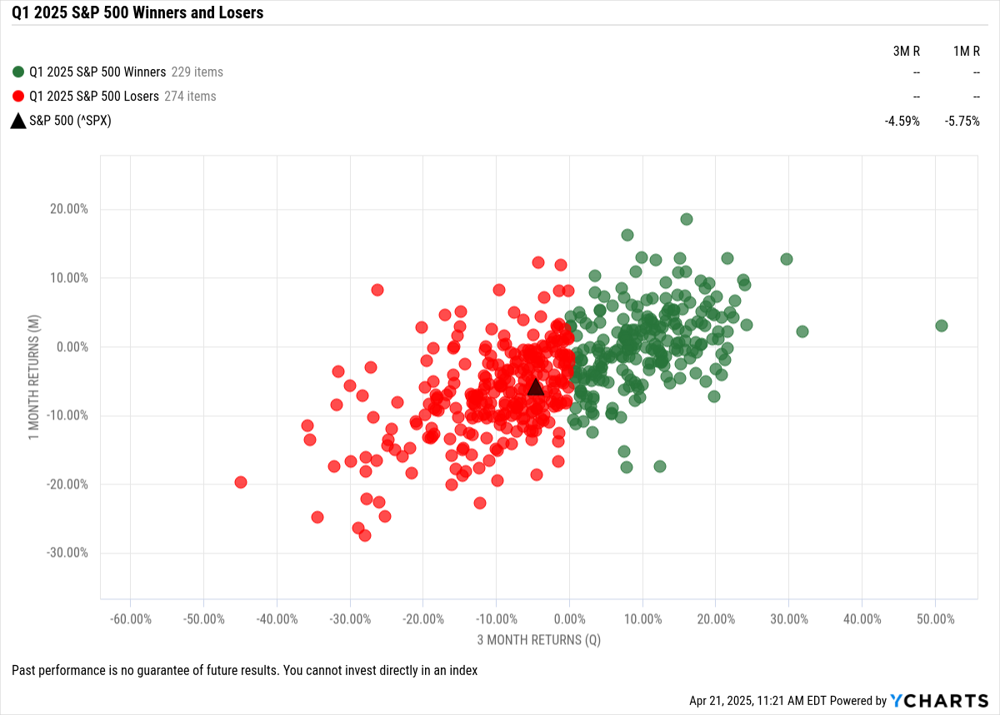 Q1 2025 S&P 500 Winners and Losers
3M R 1M R
Q1 2025 S&P 500 Winners 229 items -- --
Q1 2025 S&P 500 Losers 274 items -- --
S&P 500 (^SPX) -4.59% -5.75%
20.00%
10.00%
0.00%
-10.00%
-20.00%
-30.00%
1 MONTH RETURNS (M)
-60.00% -50.00% -40.00% -30.00% -20.00% -10.00% 0.00% 10.00% 20.00% 30.00% 40.00% 50.00%
3 MONTH RETURNS (Q)
Past performance is no guarantee of future results. You cannot invest directly in an index
Apr 21, 2025, 11:21 AM EDT Powered by YCHARTS